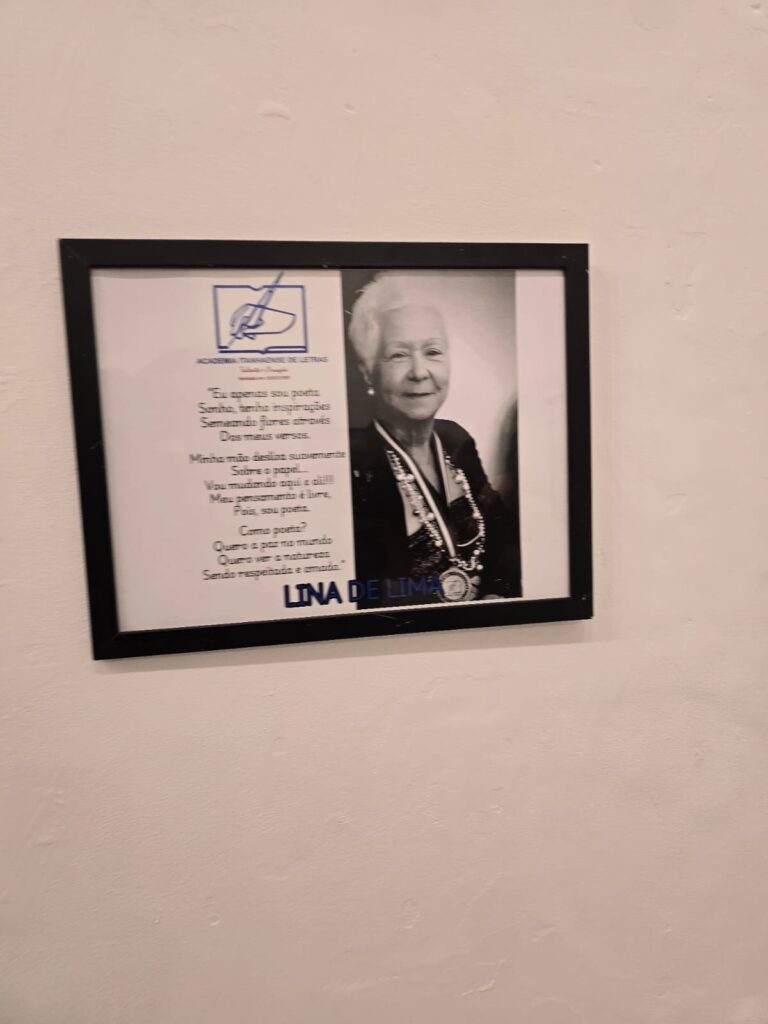 ACADEMIA ITANHAENSE DE LETRAS
"Eu apenas sou poeta
Sonho, tenho inspirações
Semeando flores através
Dos meus versos.
Minha mão desliza suavemente
Sobre o papel...
Vou mudando aqui e ali!!!
Meu pensamento é livre,
Pois, sou poeta.
Como poeta?
Quero a paz no mundo
Quero ver a natureza
Sendo respeitada e amada."
LINA DE LIMA